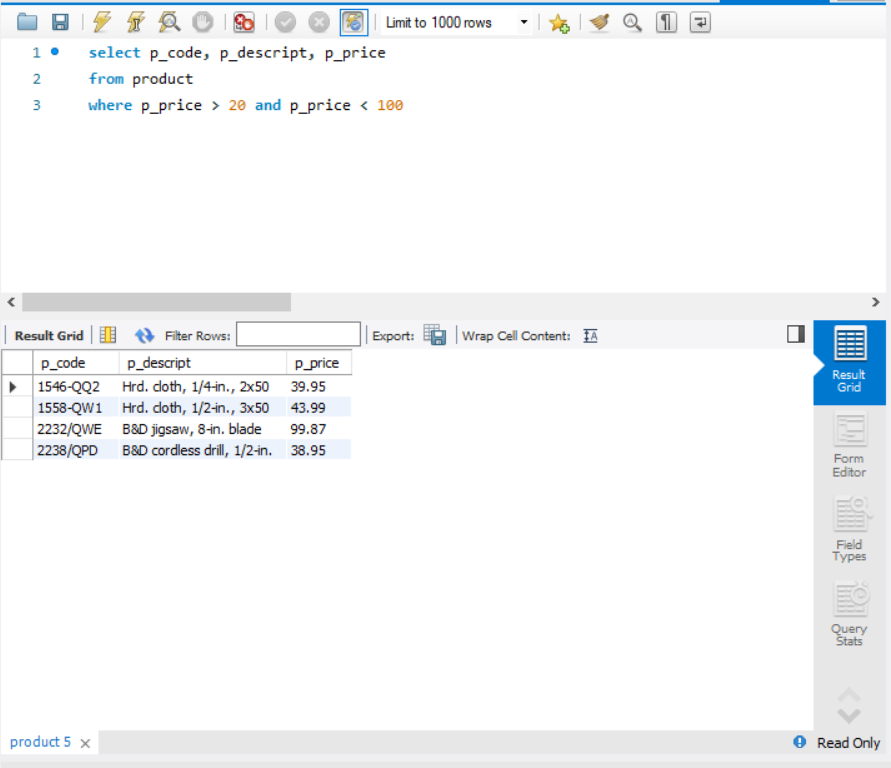 Limit to 1000 rows
1 select p_code, p_descript, p_price
2 from product
3 where p_price > 20 and p_price < 100
Result Grid Filter Rows: Export: Wrap Cell Content:
p_code p_descript p_price
1546-QQ2 Hrd. cloth, 1/4-in., 2x50 39.95
1558-QW1 Hrd. cloth, 1/2-in., 3x50 43.99
2232/QWE B&D jigsaw, 8-in. blade 99.87
2238/QPD B&D cordless drill, 1/2-in. 38.95
Result
Grid
Form
Editor
Field
Types
Query
Stats
product 5
Read Only